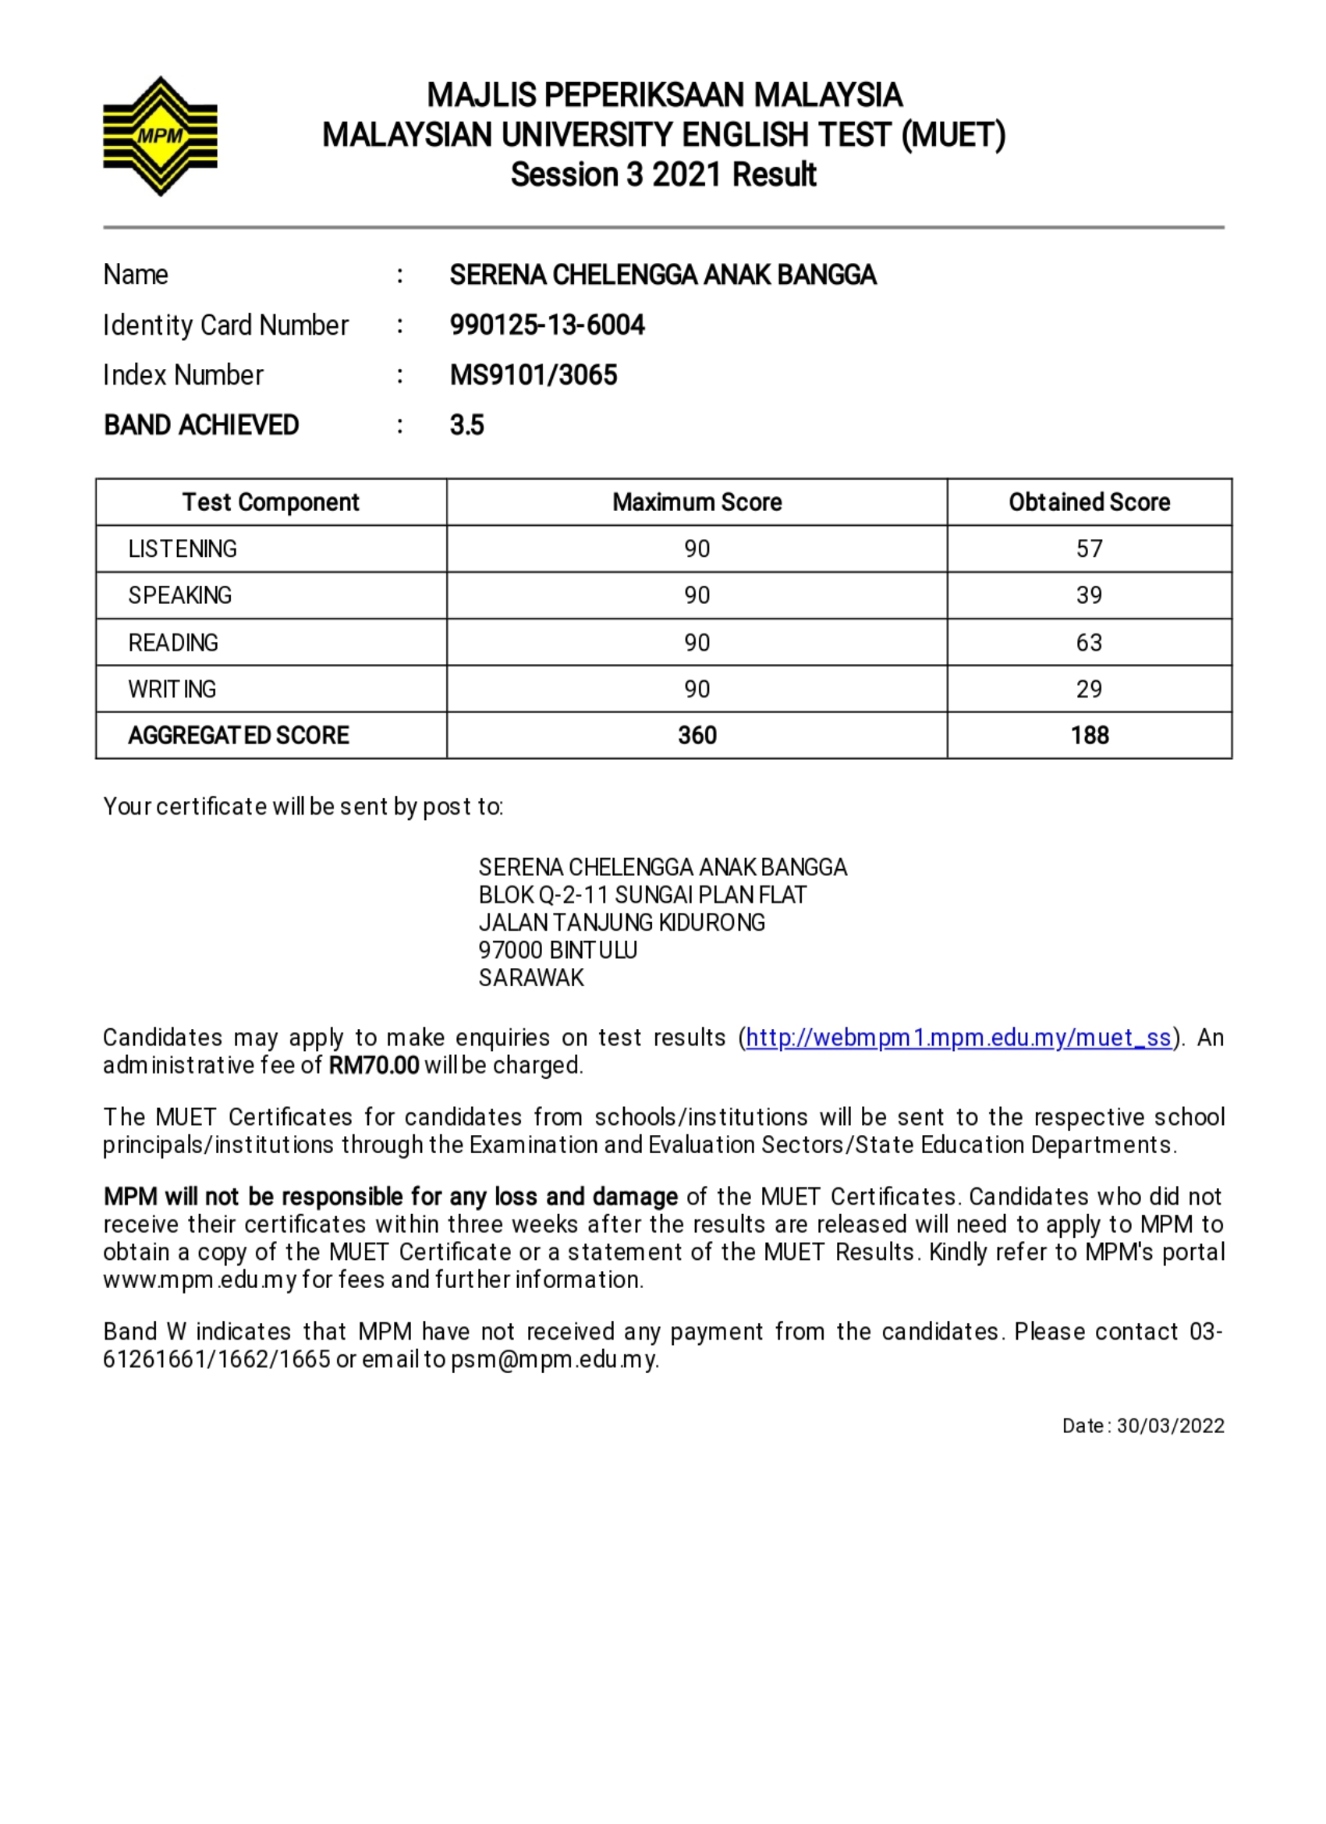 MPM
MAJLIS PEPERIKSAAN MALAYSIA
MALAYSIAN UNIVERSITY ENGLISH TEST (MUET)
Session 3 2021 Result
Name : SERENA CHELENGGA ANAK BANGGA
Identity Card Number : 990125-13-6004
Index Number : MS9101/3065
BAND ACHIEVED : 3.5
Test Component Maximum Score Obtained Score
LISTENING 90 57
SPEAKING 90 39
READING 90 63
WRITING 90 29
AGGREGATED SCORE 360 188
Your certificate will be sent by post to:
SERENA CHELENGGA ANAK BANGGA
BLOK Q-2-11 SUNGAI PLAN FLAT
JALAN TANJUNG KIDURONG
97000 BINTULU
SARAWAK
Candidates may apply to make enquiries on test results (http://webmpm1.mpm.edu.my/muet_ss). An
administrative fee of RM70.00 will be charged.
The MUET Certificates for candidates from schools/institutions will be sent to the respective school
principals/institutions through the Examination and Evaluation Sectors/State Education Departments.
MPM will not be responsible for any loss and damage of the MUET Certificates. Candidates who did not
receive their certificates within three weeks after the results are released will need to apply to MPM to
obtain a copy of the MUET Certificate or a statement of the MUET Results. Kindly refer to MPM's portal
www.mpm.edu.my for fees and further information.
Band W indicates that MPM have not received any payment from the candidates. Please contact 03-
61261661/1662/1665 or email to psm@mpm.edu.my.
Date : 30/03/2022